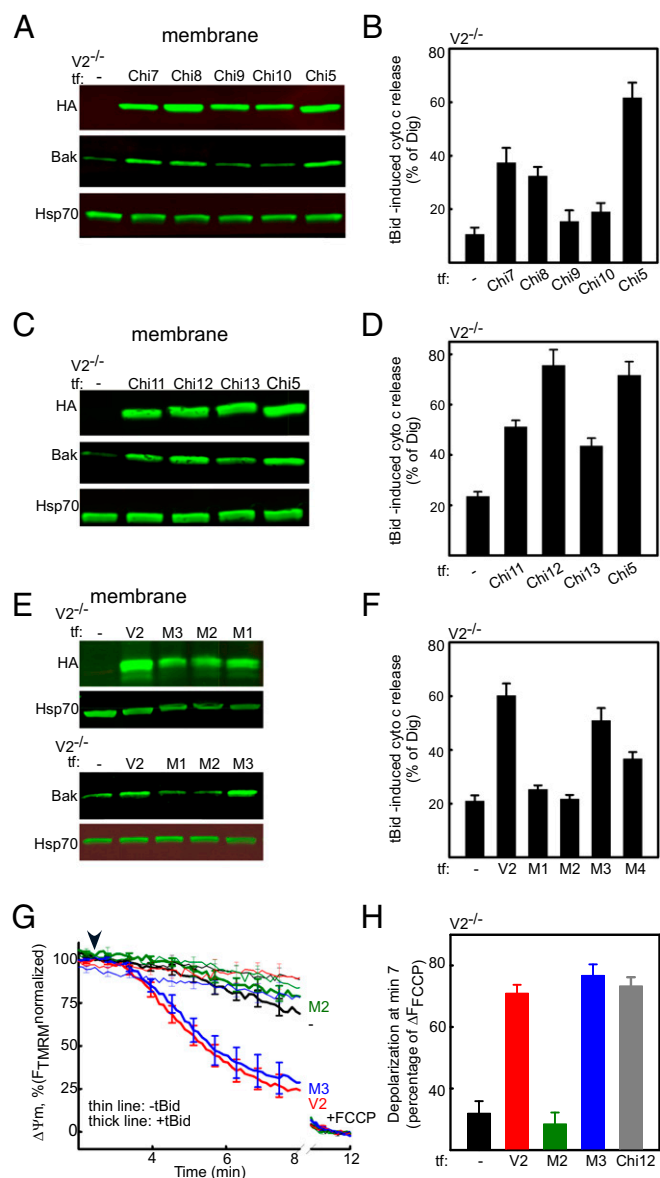 A
membrane
V2-/-
tf: - Chi7 Chi8 Chi9 Chi10 Chi5
HA
Bak
Hsp70
B
V2-/-
tBid -induced cyto c release
(% of Dig)
80
60
40
20
tf: - Chi7 Chi8 Chi9 Chi10 Chi5
C
membrane
V2-/-
tf: - Chi11 Chi12 Chi13 Chi5
HA
Bak
Hsp70
D
V2-/-
tBid -induced cyto c release
(% of Dig)
80
60
40
20
tf: - Chi11 Chi12 Chi13 Chi5
E
membrane
V2-/-
tf: - V2 M3 M2 M1
HA
Hsp70
V2-/-
tf: - V2 M1 M2 M3
Bak
Hsp70
F
V2-/-
tBid -induced cyto c release
(% of Dig)
80
60
40
20
tf: - V2 M1 M2 M3 M4
G
ΔΨm, %(FTMRMnormalized)
100
75
50
25
0
M2
-
M3
V2
+FCCP
thin line: -tBid
thick line: +tBid
4 6 8 12
Time (min)
H
V2-/-
Depolarization at min 7
(percentage of ΔFFCCP)
80
60
40
20
tf: - V2 M2 M3 Chi12